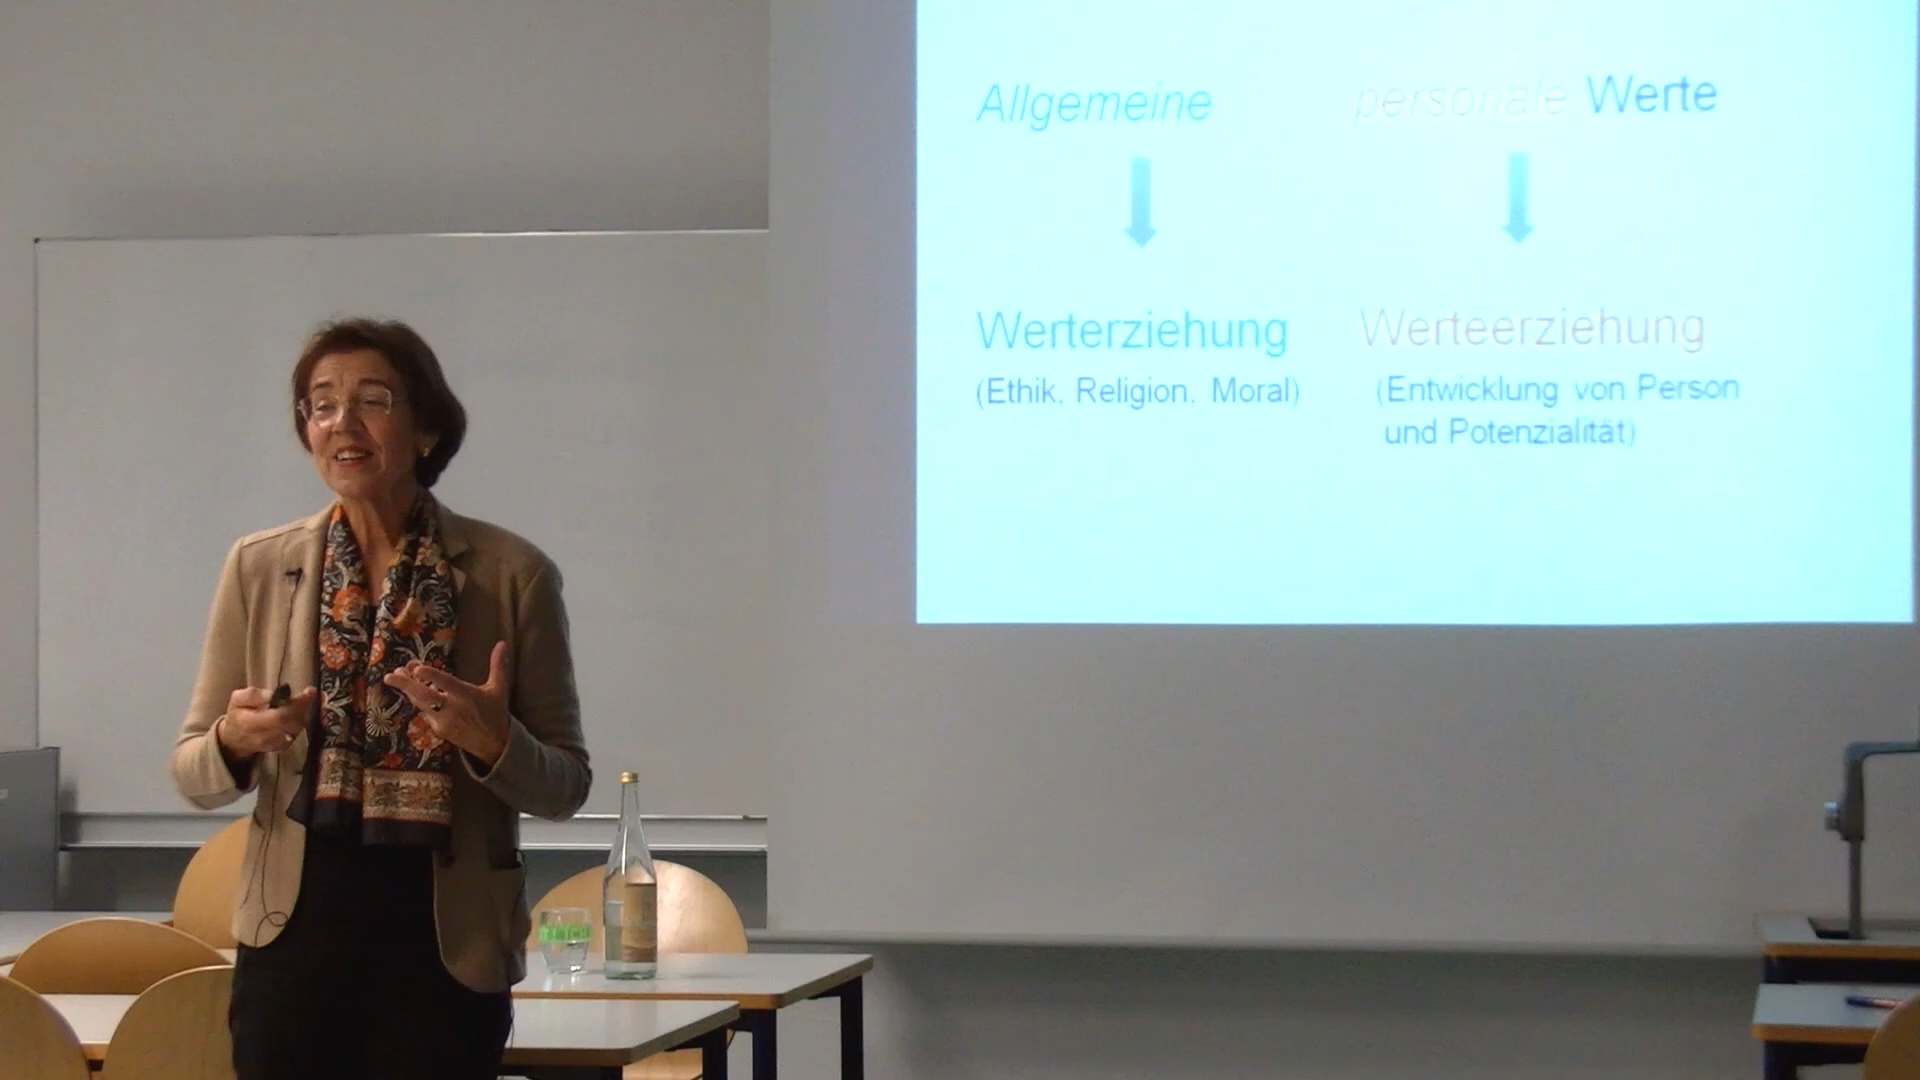 Allgemeine personale Werte
Werterziehung Werteerziehung
(Ethik, Religion, Moral) (Entwicklung von Person
und Potenzialität)